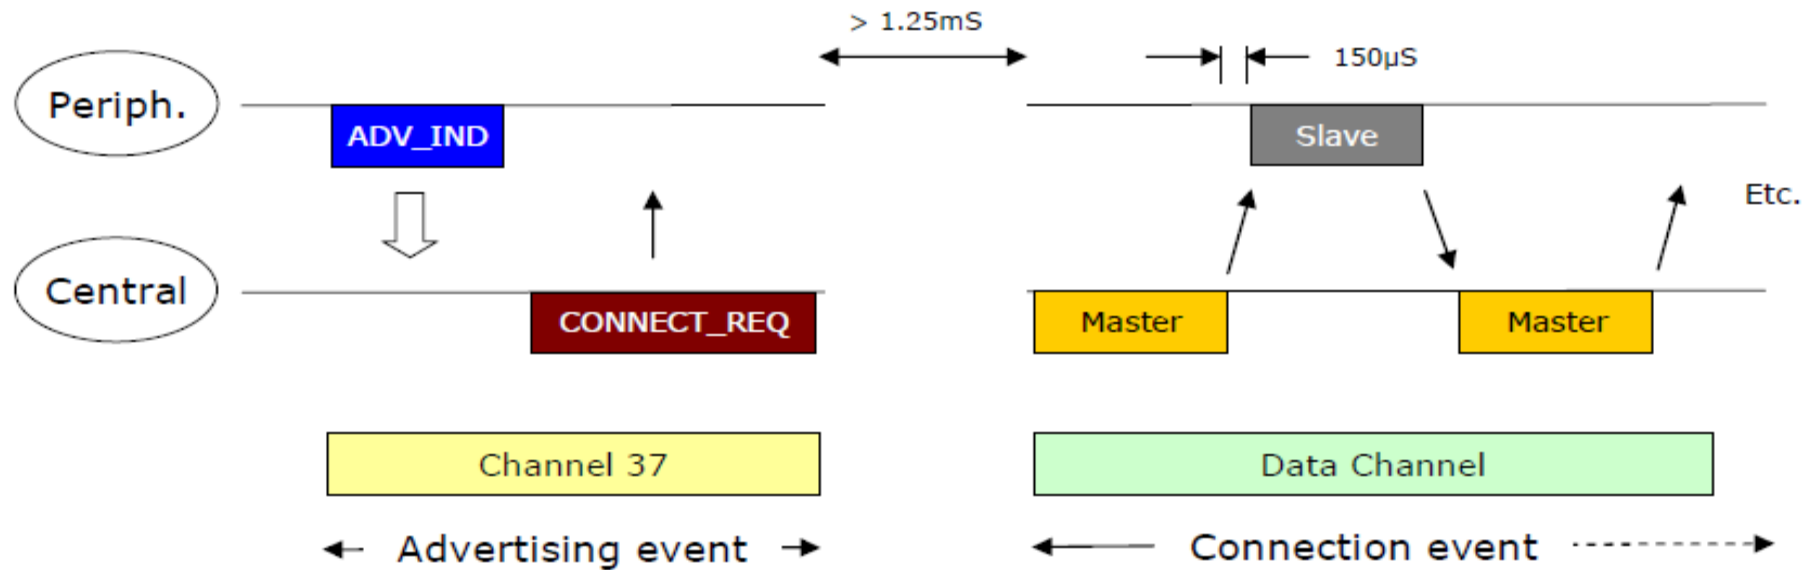 > 1.25mS
150µS
Periph.
ADV_IND
Slave
Etc.
Central
CONNECT_REQ
Master
Master
Channel 37
Data Channel
Advertising event
Connection event